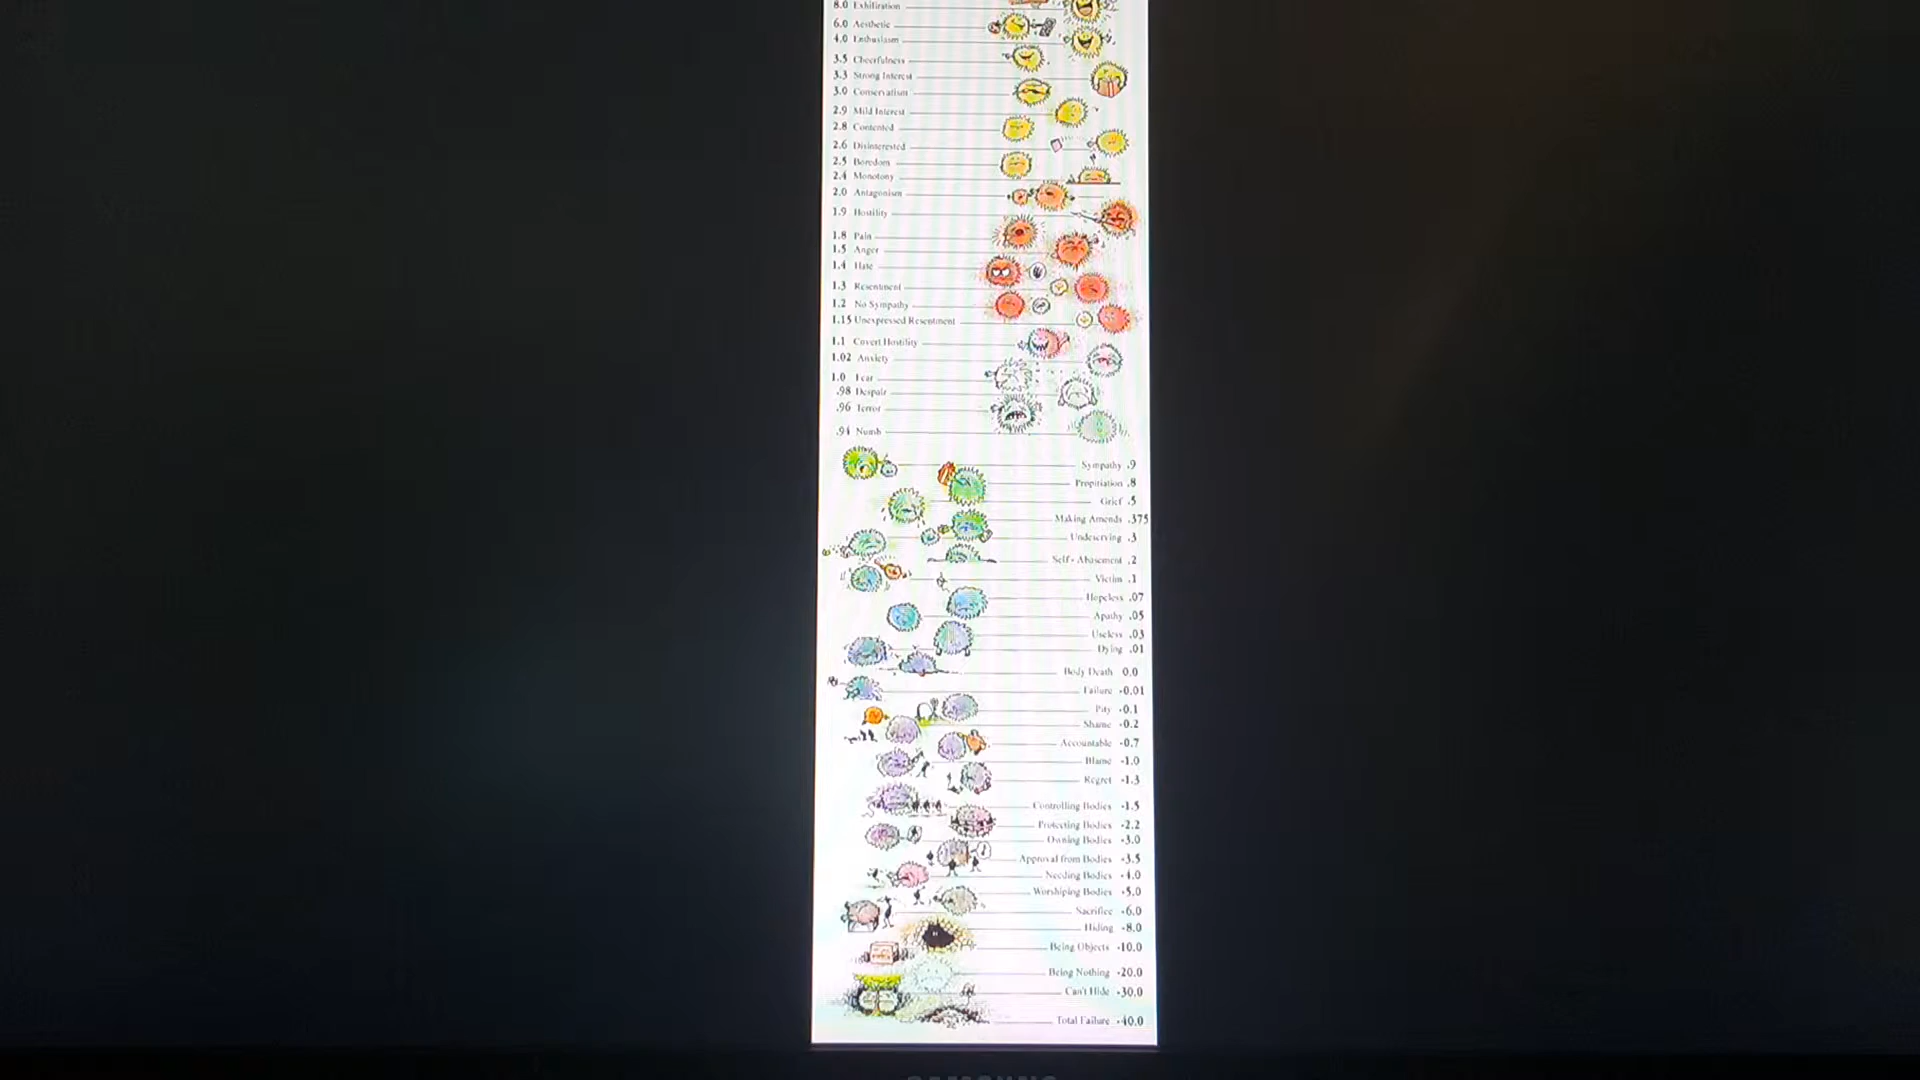 8.0 Exhiliration
6.0 Aesthetic
4.0 Enthusiasm
3.5 Cheerfulness
3.3 Strong Interest
3.0 Conservatism
2.9 Mild Interest
2.8 Contented
2.6 Disinterested
2.5 Boredom
2.4 Monotony
2.0 Antagonism
1.9 Hostility
1.8 Pain
1.5 Anger
1.4 Hate
1.3 Resentment
1.2 No Sympathy
1.15 Unexpressed Resentment
1.1 Covert Hostility
1.02 Anxiety
1.0 Fear
.98 Despair
.96 Terror
.94 Numb
Sympathy .9
Propitiation .8
Grief .5
Making Amends .375
Undeserving .3
Self - Abasement .2
Victim .1
Hopeless .07
Apathy .05
Useless .03
Dying .01
Body Death 0.0
Failure -0.01
Pity -0.1
Shame -0.2
Accountable -0.7
Blame -1.0
Regret -1.3
Controlling Bodies -1.5
Protecting Bodies -2.2
Owning Bodies -3.0
Approval from Bodies -3.5
Needing Bodies -4.0
Worshiping Bodies -5.0
Sacrifice -6.0
Hiding -8.0
Being Objects -10.0
Being Nothing -20.0
Can't Hide -30.0
Total Failure -40.0
SAMSUNG